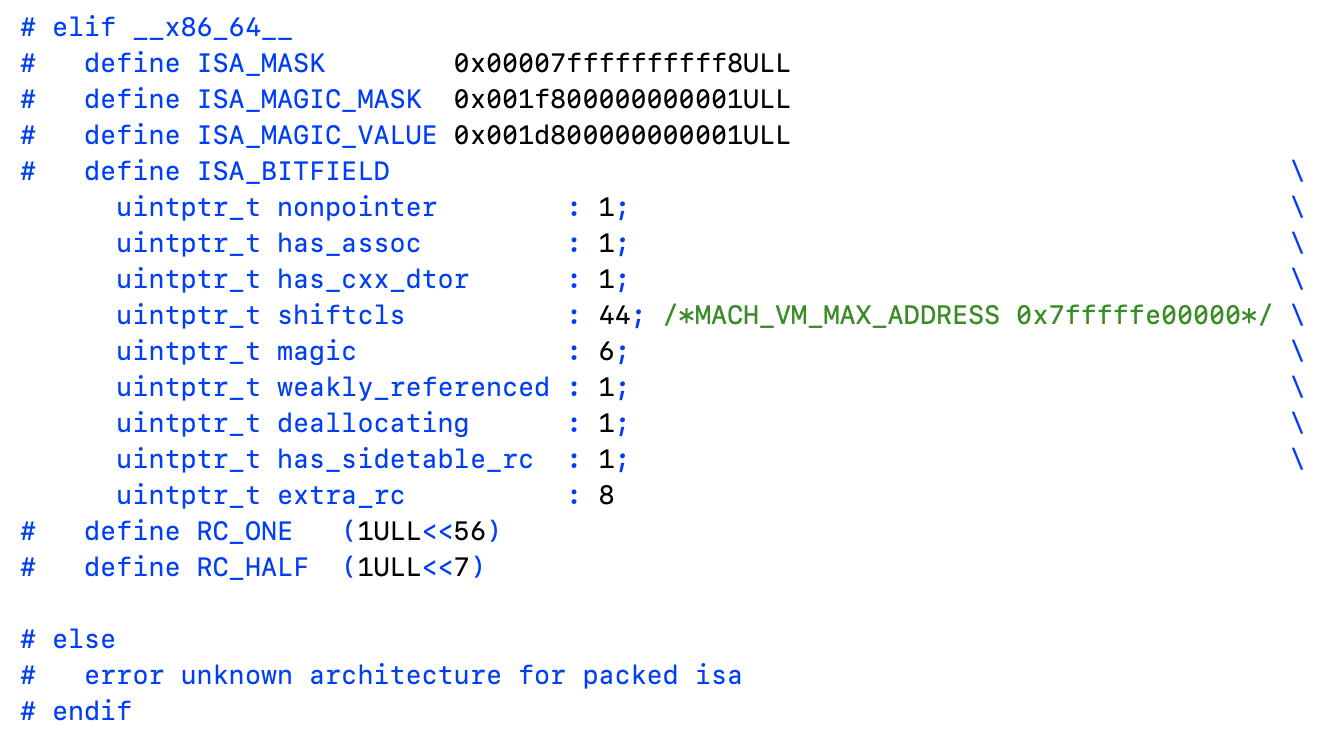 # elif __x86_64__
#   define ISA_MASK        0x00007ffffffffff8ULL
#   define ISA_MAGIC_MASK  0x001f800000000001ULL
#   define ISA_MAGIC_VALUE 0x001d800000000001ULL
#   define ISA_BITFIELD                                                        \
      uintptr_t nonpointer        : 1;                                         \
      uintptr_t has_assoc         : 1;                                         \
      uintptr_t has_cxx_dtor      : 1;                                         \
      uintptr_t shiftcls          : 44; /*MACH_VM_MAX_ADDRESS 0x7fffffe00000*/ \
      uintptr_t magic             : 6;                                         \
      uintptr_t weakly_referenced : 1;                                         \
      uintptr_t deallocating      : 1;                                         \
      uintptr_t has_sidetable_rc  : 1;                                         \
      uintptr_t extra_rc          : 8
#   define RC_ONE   (1ULL<<56)
#   define RC_HALF  (1ULL<<7)
# else
#   error unknown architecture for packed isa
# endif